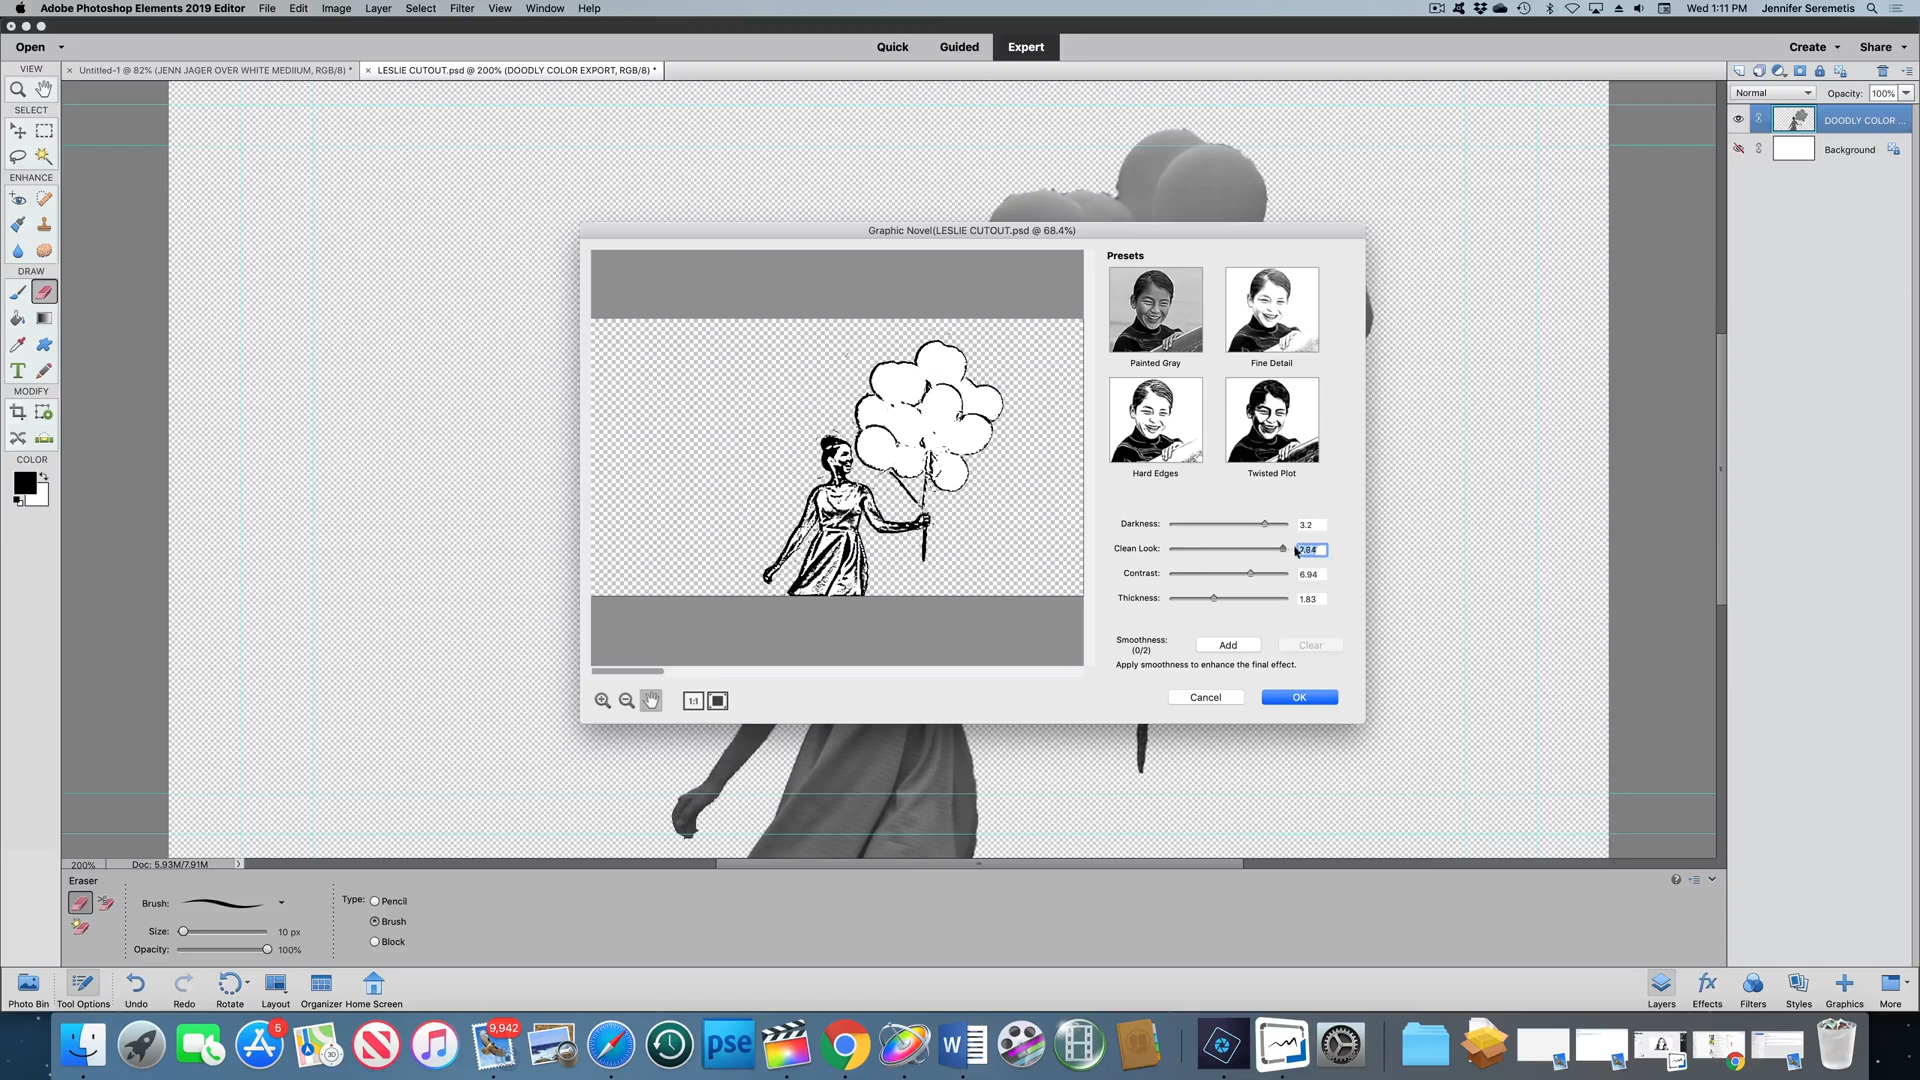 Adobe Photoshop Elements 2019 Editor File Edit Image Layer Select Filter View Window Help
Wed 1:11 PM Jennifer Seremetis
Open
Quick Guided Expert
Create Share
VIEW
× Untitled-1 @ 82% (JENN JAGER OVER WHITE MEDIIUM, RGB/8) *
× LESLIE CUTOUT.psd @ 200% (DOODLY COLOR EXPORT, RGB/8) *
Normal Opacity: 100%
DOODLY COLOR ...
Background
SELECT
ENHANCE
DRAW
MODIFY
COLOR
Graphic Novel(LESLIE CUTOUT.psd @ 68.4%)
Presets
Painted Gray Fine Detail
Hard Edges Twisted Plot
Darkness: 3.2
Clean Look: 7.84
Contrast: 6.94
Thickness: 1.83
Smoothness:
(0/2)
Add Clear
Apply smoothness to enhance the final effect.
1:1
Cancel OK
200% Doc: 5.93M/7.91M
Eraser
Brush:
Size: 10 px
Opacity: 100%
Type: Pencil
Brush
Block
Photo Bin Tool Options Undo Redo Rotate Layout Organizer Home Screen
Layers Effects Filters Styles Graphics More
5
3D
9,942
pse
W